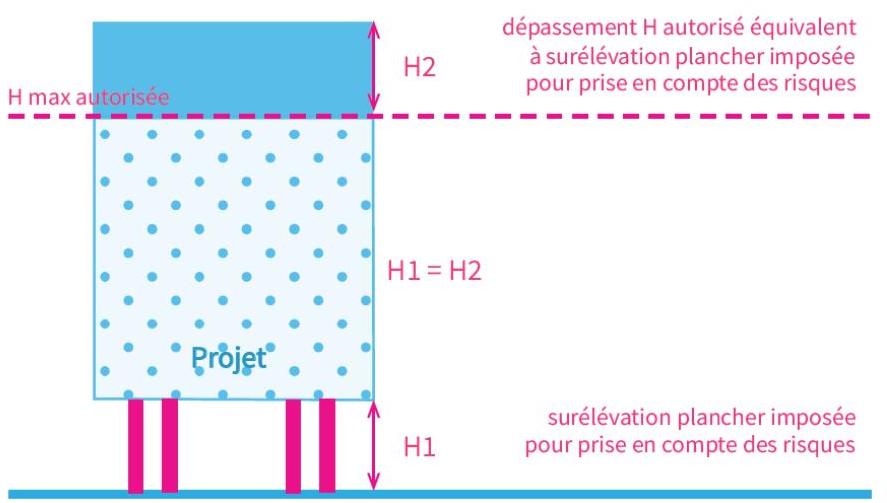 dépassement H autorisé équivalent
à surélévation plancher imposée
pour prise en compte des risques
H2
H max autorisée
H1 = H2
Projet
surélévation plancher imposée
pour prise en compte des risques
H1